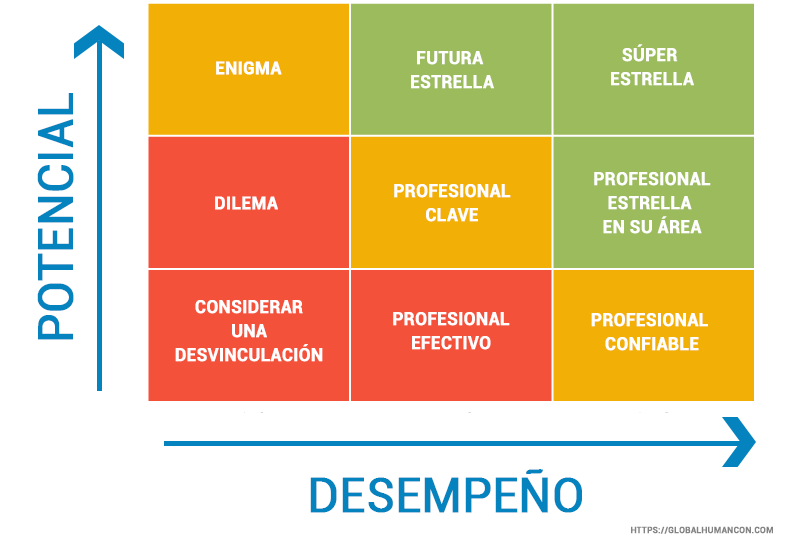 POTENCIAL
ENIGMA
FUTURA
ESTRELLA
SÚPER
ESTRELLA
DILEMA
PROFESIONAL
CLAVE
PROFESIONAL
ESTRELLA
EN SU ÁREA
CONSIDERAR
UNA
DESVINCULACIÓN
PROFESIONAL
EFECTIVO
PROFESIONAL
CONFIABLE
DESEMPEÑO
HTTPS://GLOBALHUMANCON.COM